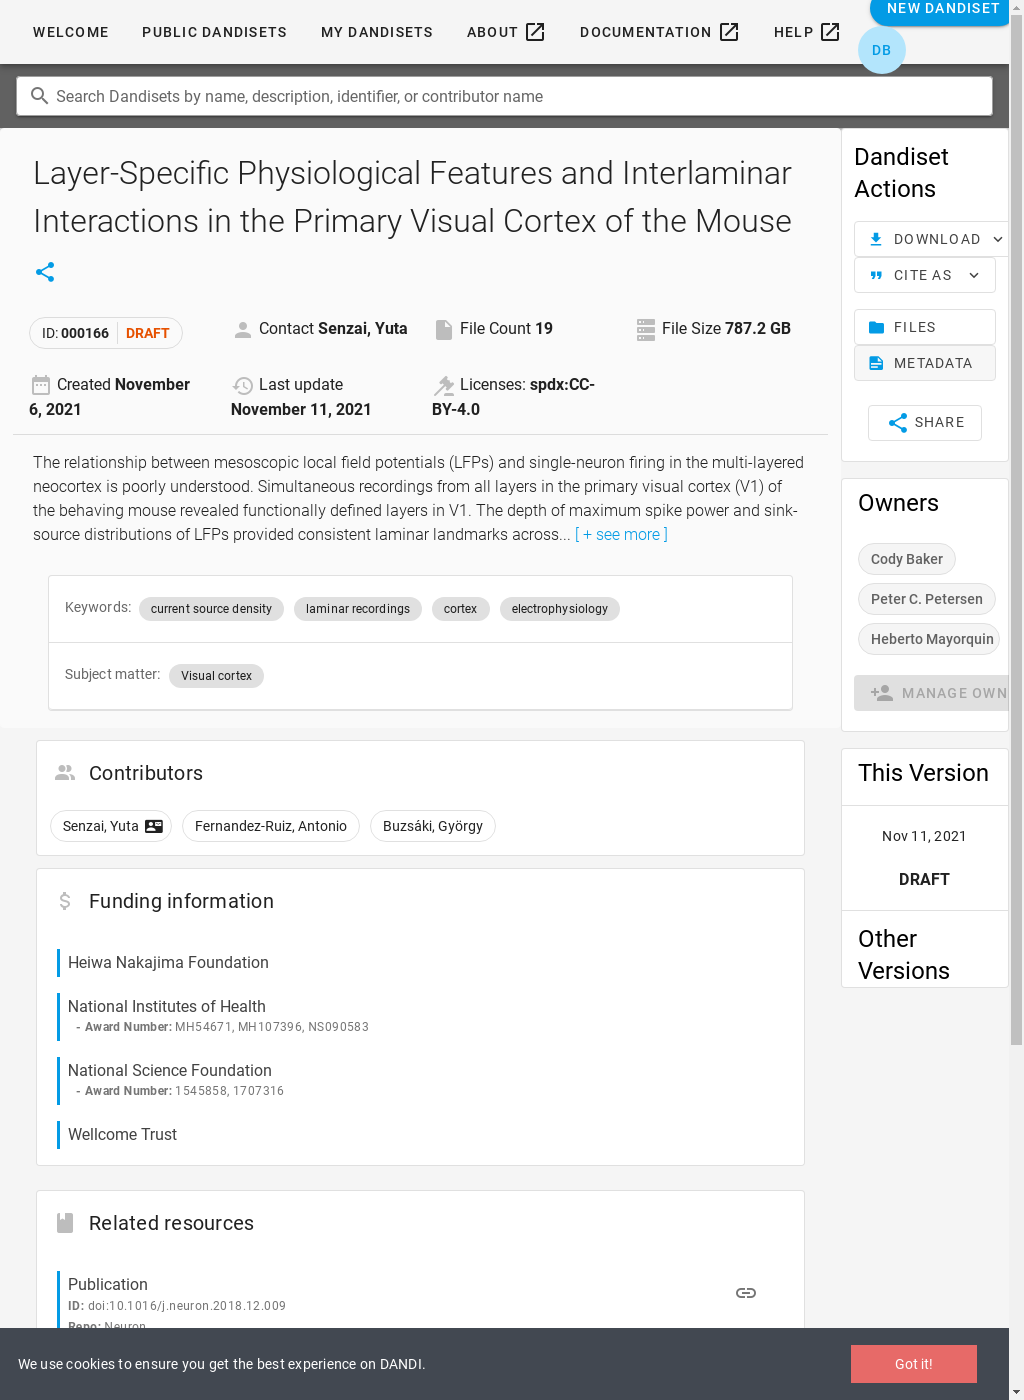 WELCOME PUBLIC DANDISETS MY DANDISETS ABOUT DOCUMENTATION HELP NEW DANDISET
DB
Search Dandisets by name, description, identifier, or contributor name
Layer-Specific Physiological Features and Interlaminar
Interactions in the Primary Visual Cortex of the Mouse
ID: 000166 DRAFT
Contact Senzai, Yuta
File Count 19
File Size 787.2 GB
Created November
6, 2021
Last update
November 11, 2021
Licenses: spdx:CC-
BY-4.0
The relationship between mesoscopic local field potentials (LFPs) and single-neuron firing in the multi-layered
neocortex is poorly understood. Simultaneous recordings from all layers in the primary visual cortex (V1) of
the behaving mouse revealed functionally defined layers in V1. The depth of maximum spike power and sink-
source distributions of LFPs provided consistent laminar landmarks across... [ + see more ]
Keywords: current source density laminar recordings cortex electrophysiology
Subject matter: Visual cortex
Contributors
Senzai, Yuta Fernandez-Ruiz, Antonio Buzsáki, György
Funding information
Heiwa Nakajima Foundation
National Institutes of Health
- Award Number: MH54671, MH107396, NS090583
National Science Foundation
- Award Number: 1545858, 1707316
Wellcome Trust
Related resources
Publication
ID: doi:10.1016/j.neuron.2018.12.009
Repo: Neuron
Dandiset
Actions
DOWNLOAD
CITE AS
FILES
METADATA
SHARE
Owners
Cody Baker
Peter C. Petersen
Heberto Mayorquin
MANAGE OWN
This Version
Nov 11, 2021
DRAFT
Other
Versions
We use cookies to ensure you get the best experience on DANDI.
Got it!